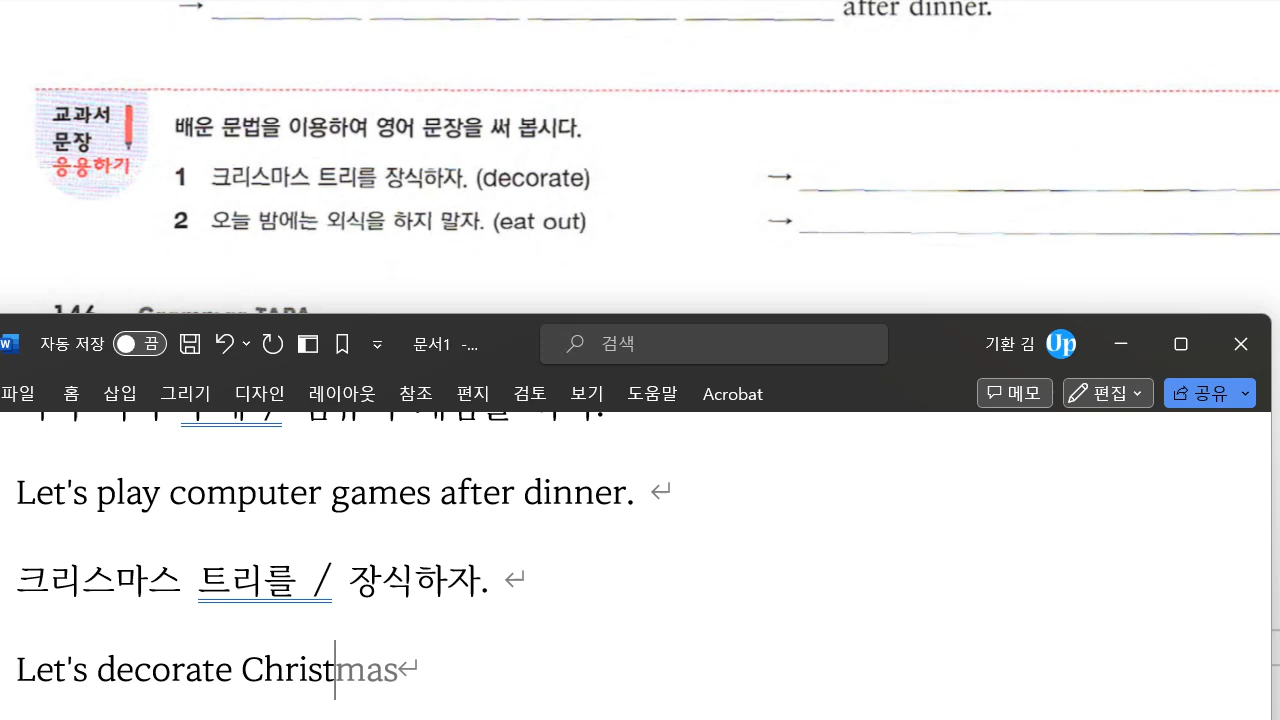 → after dinner.
교과서
문장
응용하기
배운 문법을 이용하여 영어 문장을 써 봅시다.
1 크리스마스 트리를 장식하자. (decorate) →
2 오늘 밤에는 외식을 하지 말자. (eat out) →
자동 저장 끔 문서1 -... 검색 기환 김 Up
파일 홈 삽입 그리기 디자인 레이아웃 참조 편지 검토 보기 도움말 Acrobat 메모 편집 공유
Let's play computer games after dinner. ↵
크리스마스 트리를 / 장식하자. ↵
Let's decorate Christmas↵